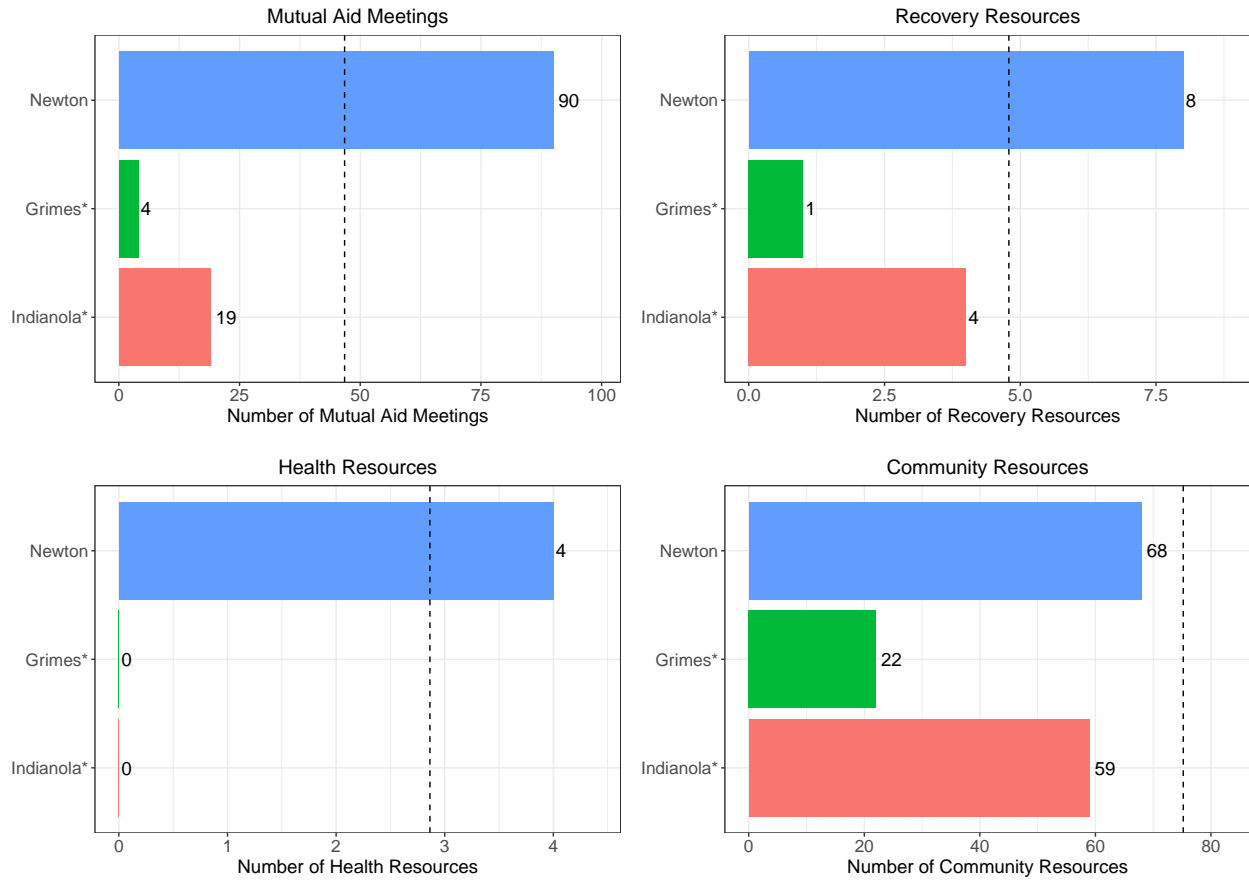 Mutual Aid Meetings
Newton
90
Grimes*
4
Indianola*
19
0 25 50 75 100
Number of Mutual Aid Meetings
Recovery Resources
Newton
8
Grimes*
1
Indianola*
4
0.0 2.5 5.0 7.5
Number of Recovery Resources
Health Resources
Newton
4
Grimes*
0
Indianola*
0
0 1 2 3 4
Number of Health Resources
Community Resources
Newton
68
Grimes*
22
Indianola*
59
0 20 40 60 80
Number of Community Resources